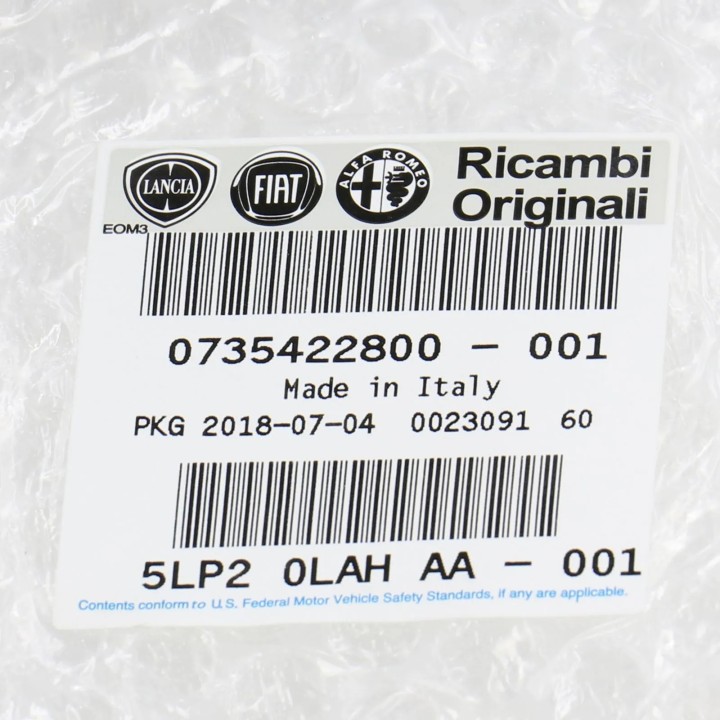 LANCIA FIAT ALFA ROMEO Ricambi
Originali
EOM3
0735422800 - 001
Made in Italy
PKG 2018-07-04 0023091 60
5LP2 0LAH AA - 001
Contents conform to U.S. Federal Motor Vehicle Safety Standards, if any are applicable.